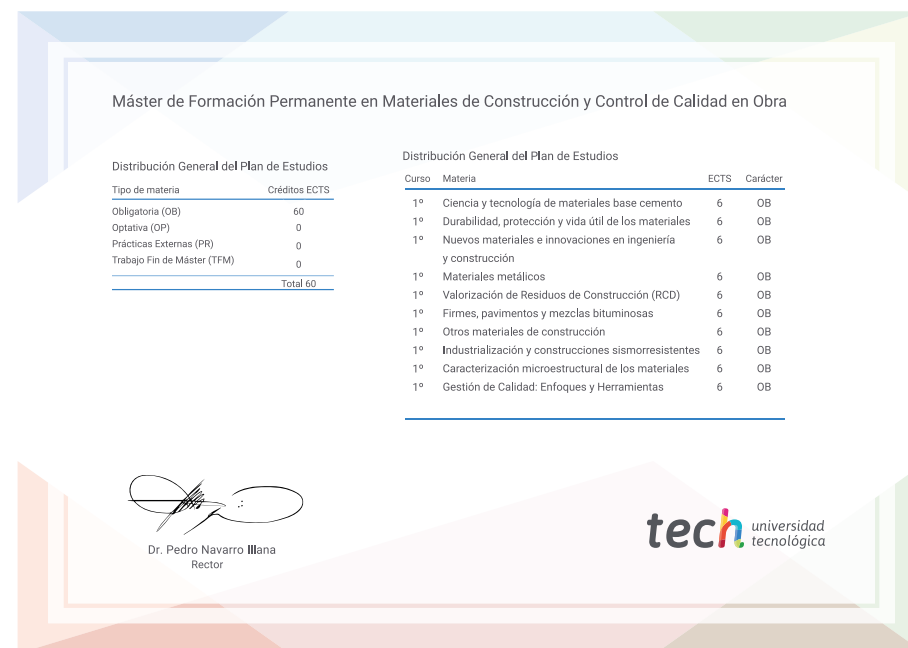 Máster de Formación Permanente en Materiales de Construcción y Control de Calidad en Obra
Distribución General del Plan de Estudios
Tipo de materia Créditos ECTS
Obligatoria (OB) 60
Optativa (OP) 0
Prácticas Externas (PR) 0
Trabajo Fin de Máster (TFM) 0
Total 60
Distribución General del Plan de Estudios
Curso Materia ECTS Carácter
1º Ciencia y tecnología de materiales base cemento 6 OB
1º Durabilidad, protección y vida útil de los materiales 6 OB
1º Nuevos materiales e innovaciones en ingeniería 6 OB
y construcción
1º Materiales metálicos 6 OB
1º Valorización de Residuos de Construcción (RCD) 6 OB
1º Firmes, pavimentos y mezclas bituminosas 6 OB
1º Otros materiales de construcción 6 OB
1º Industrialización y construcciones sismorresistentes 6 OB
1º Caracterización microestructural de los materiales 6 OB
1º Gestión de Calidad: Enfoques y Herramientas 6 OB
Dr. Pedro Navarro Illana
Rector
tech universidad
tecnológica